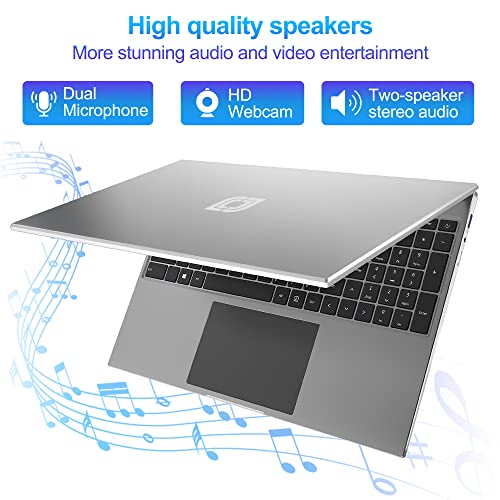 High quality speakers
More stunning audio and video entertainment
Dual
Microphone
HD
Webcam
Two-speaker
stereo audio